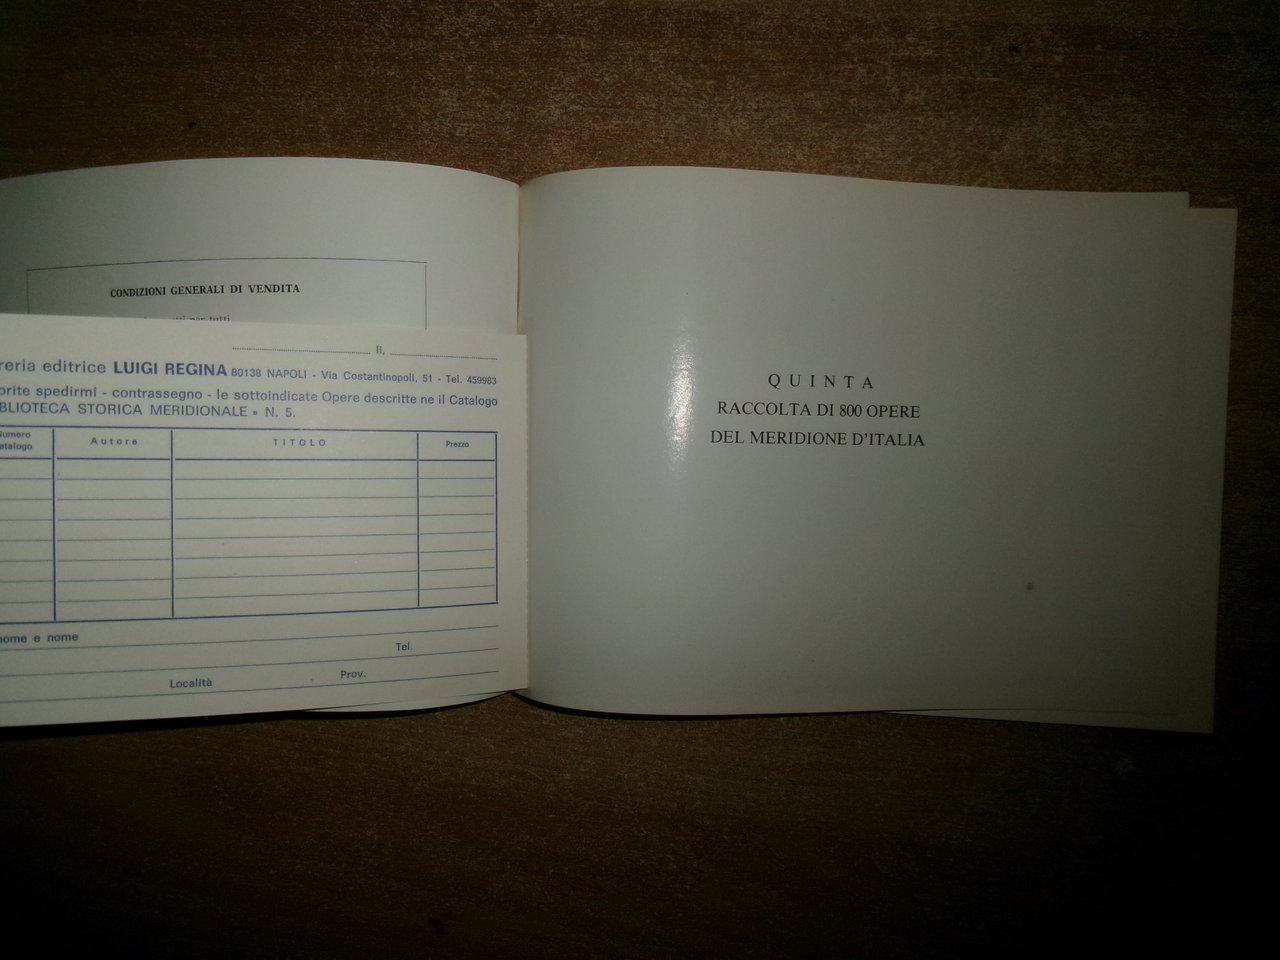 CONDIZIONI GENERALI DI VENDITA
per tutti
li,
reria editrice LUIGI REGINA 80138 NAPOLI - Via Costantinopoli, 51 - Tel. 459983
orite spedirmi - contrassegno - le sottoindicate Opere descritte ne il Catalogo
BLIOTECA STORICA MERIDIONALE » N. 5.
Numero
atalogo
Autore
TITOLO
Prezzo
nome e nome
Tel.
Località
Prov.
QUINTA
RACCOLTA DI 800 OPERE
DEL MERIDIONE D'ITALIA